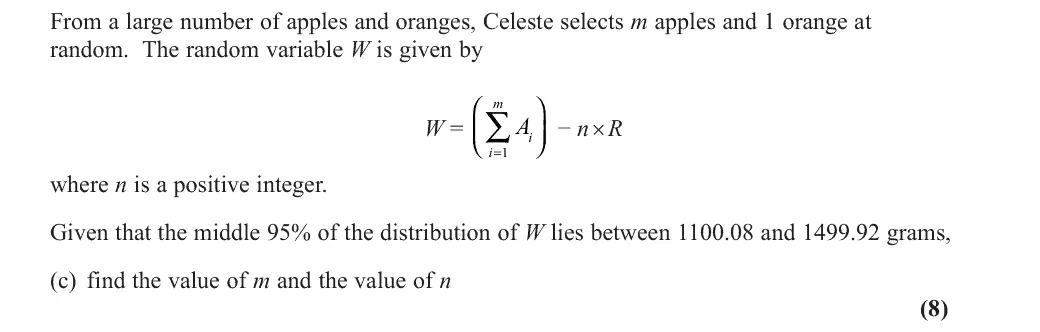 From a large number of apples and oranges, Celeste selects m apples and 1 orange at
random. The random variable W is given by
W = ( \sum_{i=1}^{m} A_i ) − n × R
where n is a positive integer.
Given that the middle 95% of the distribution of W lies between 1100.08 and 1499.92 grams,
(c) find the value of m and the value of n
(8)